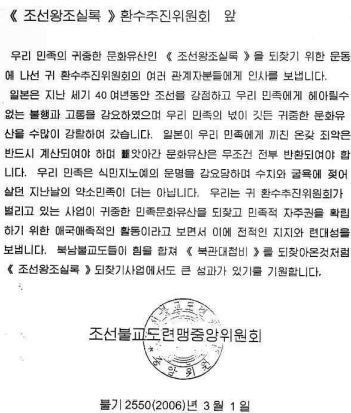 《 조선왕조실록 》환수추진위원회 앞
우리 민족의 귀중한 문화유산인 《 조선왕조실록 》을 되찾기 위한 운동
에 나선 귀 환수추진위원회의 여러 관계자분들에게 인사를 보냅니다.
일본은 지난 세기 40여년동안 조선을 강점하고 우리 민족에게 헤아릴수
없는 불행과 고통을 강요하였으며 우리 민족의 넋이 깃든 귀중한 문화유
산을 수많이 강탈하여 갔습니다. 일본이 우리 민족에게 끼친 온갖 죄악은
반드시 계산되여야 하며 빼앗아간 문화유산은 무조건 전부 반환되여야 합
니다. 우리 민족은 식민지노예의 운명을 강요당하며 수치와 굴욕에 젖어
살던 지난날의 약소민족이 더는 아닙니다. 우리는 귀 환수추진위원회가
벌리고 있는 사업이 귀중한 민족문화유산을 되찾고 민족적 자주권을 확립
하기 위한 애국애족적인 활동이라고 보면서 이에 전적인 지지와 련대성을
보냅니다. 북남불교도들이 힘을 합쳐 《 북관대첩비 》를 되찾아온것처럼
《 조선왕조실록 》되찾기사업에서도 큰 성과가 있기를 기원합니다.
조선불교도련맹중앙위원회
불기 2550(2006)년 3월 1일